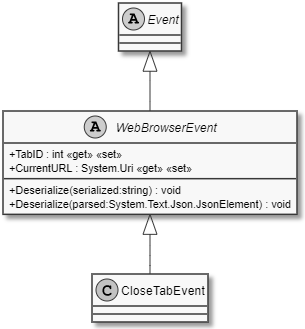 A Event
A WebBrowserEvent
+TabID : int «get» «set»
+CurrentURL : System.Uri «get» «set»
+Deserialize(serialized:string) : void
+Deserialize(parsed:System.Text.Json.JsonElement) : void
C CloseTabEvent